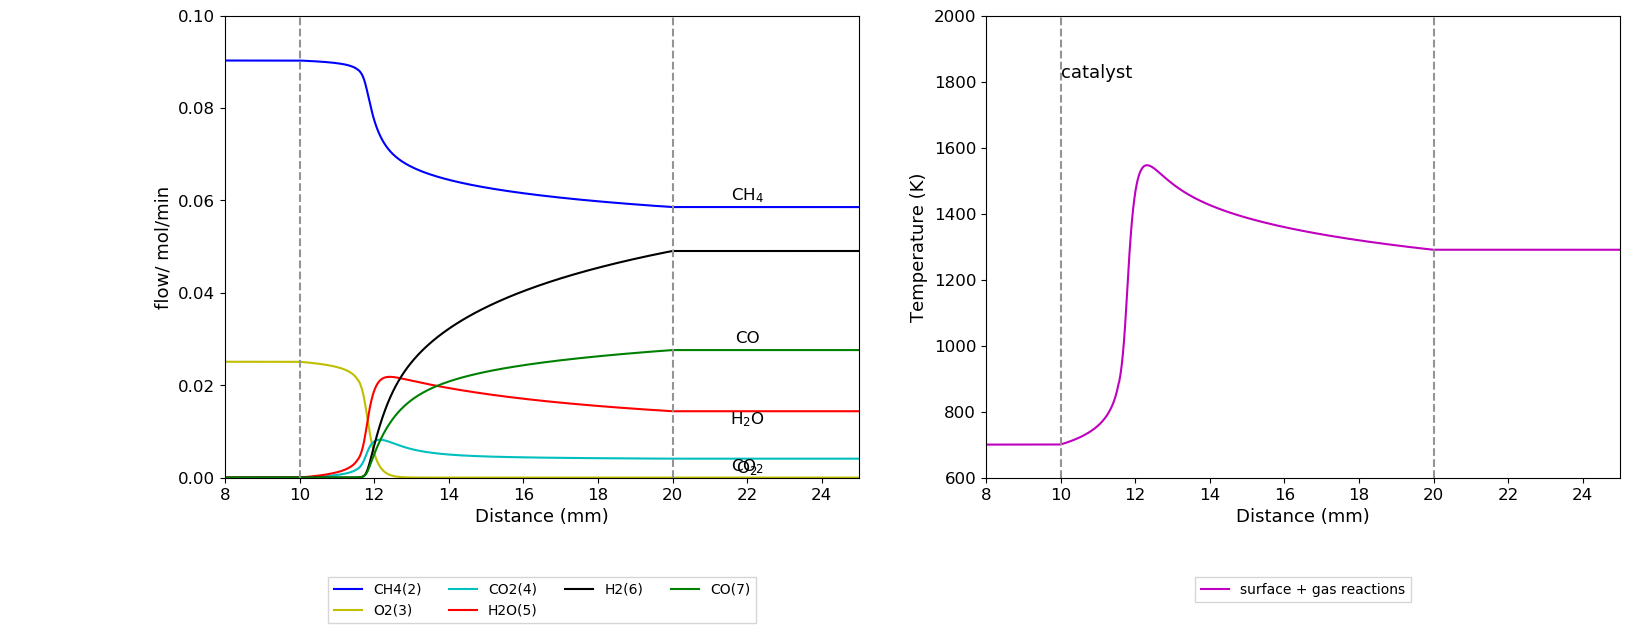 0.10
0.08
0.06
0.04
0.02
0.00
flow/ mol/min
CH₄
CO
H₂O
CO₂
O₂
8 10 12 14 16 18 20 22 24
Distance (mm)
CH4(2) CO2(4) H2(6) CO(7)
O2(3) H2O(5)
2000
1800
1600
1400
1200
1000
800
600
Temperature (K)
catalyst
8 10 12 14 16 18 20 22 24
Distance (mm)
surface + gas reactions